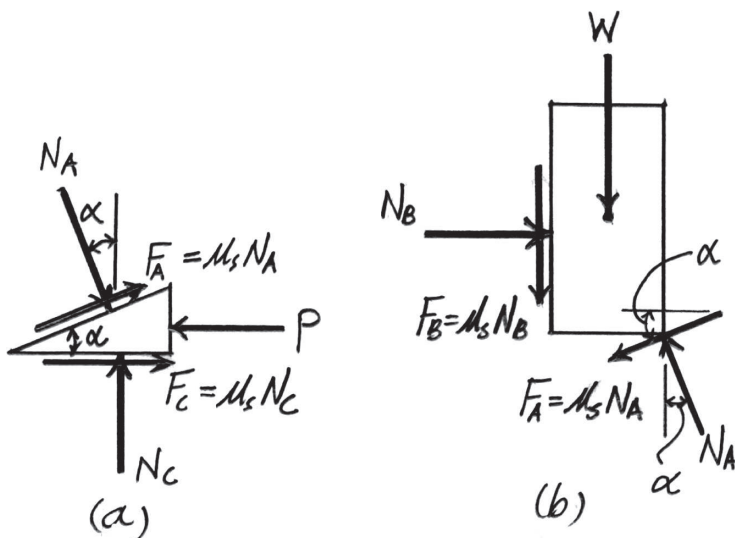 N_A
α
F_A = μ_s N_A
α
P
F_C = μ_s N_C
N_C
(a)
W
N_B
α
F_B = μ_s N_B
F_A = μ_s N_A
N_A
α
(b)